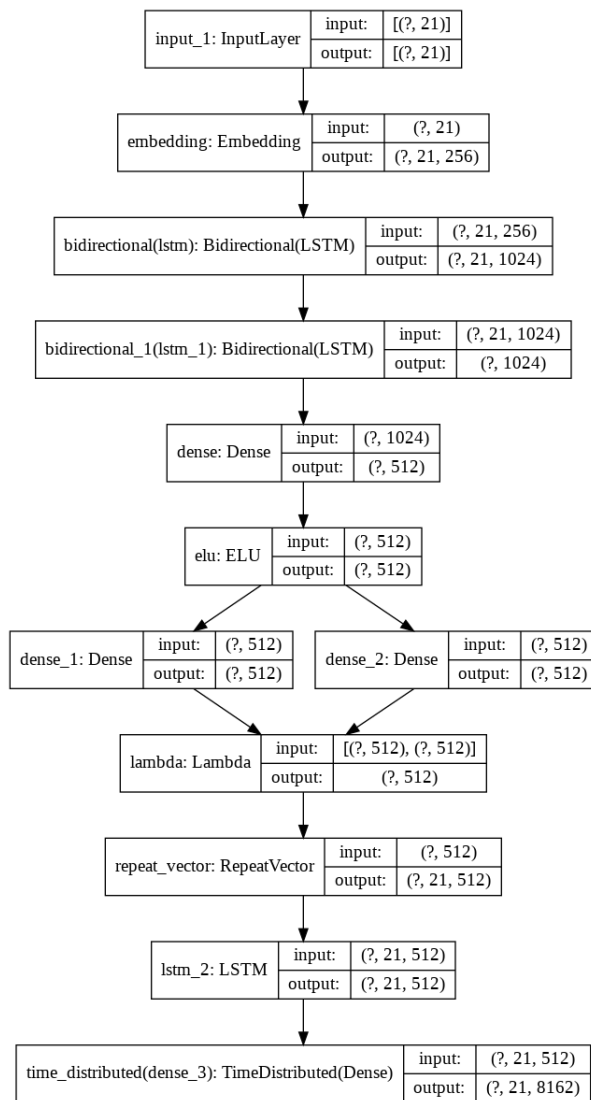 input_1: InputLayer
input: [(?, 21)]
output: [(?, 21)]
embedding: Embedding
input: (?, 21)
output: (?, 21, 256)
bidirectional(lstm): Bidirectional(LSTM)
input: (?, 21, 256)
output: (?, 21, 1024)
bidirectional_1(lstm_1): Bidirectional(LSTM)
input: (?, 21, 1024)
output: (?, 1024)
dense: Dense
input: (?, 1024)
output: (?, 512)
elu: ELU
input: (?, 512)
output: (?, 512)
dense_1: Dense
input: (?, 512)
output: (?, 512)
dense_2: Dense
input: (?, 512)
output: (?, 512)
lambda: Lambda
input: [(?, 512), (?, 512)]
output: (?, 512)
repeat_vector: RepeatVector
input: (?, 512)
output: (?, 21, 512)
lstm_2: LSTM
input: (?, 21, 512)
output: (?, 21, 512)
time_distributed(dense_3): TimeDistributed(Dense)
input: (?, 21, 512)
output: (?, 21, 8162)